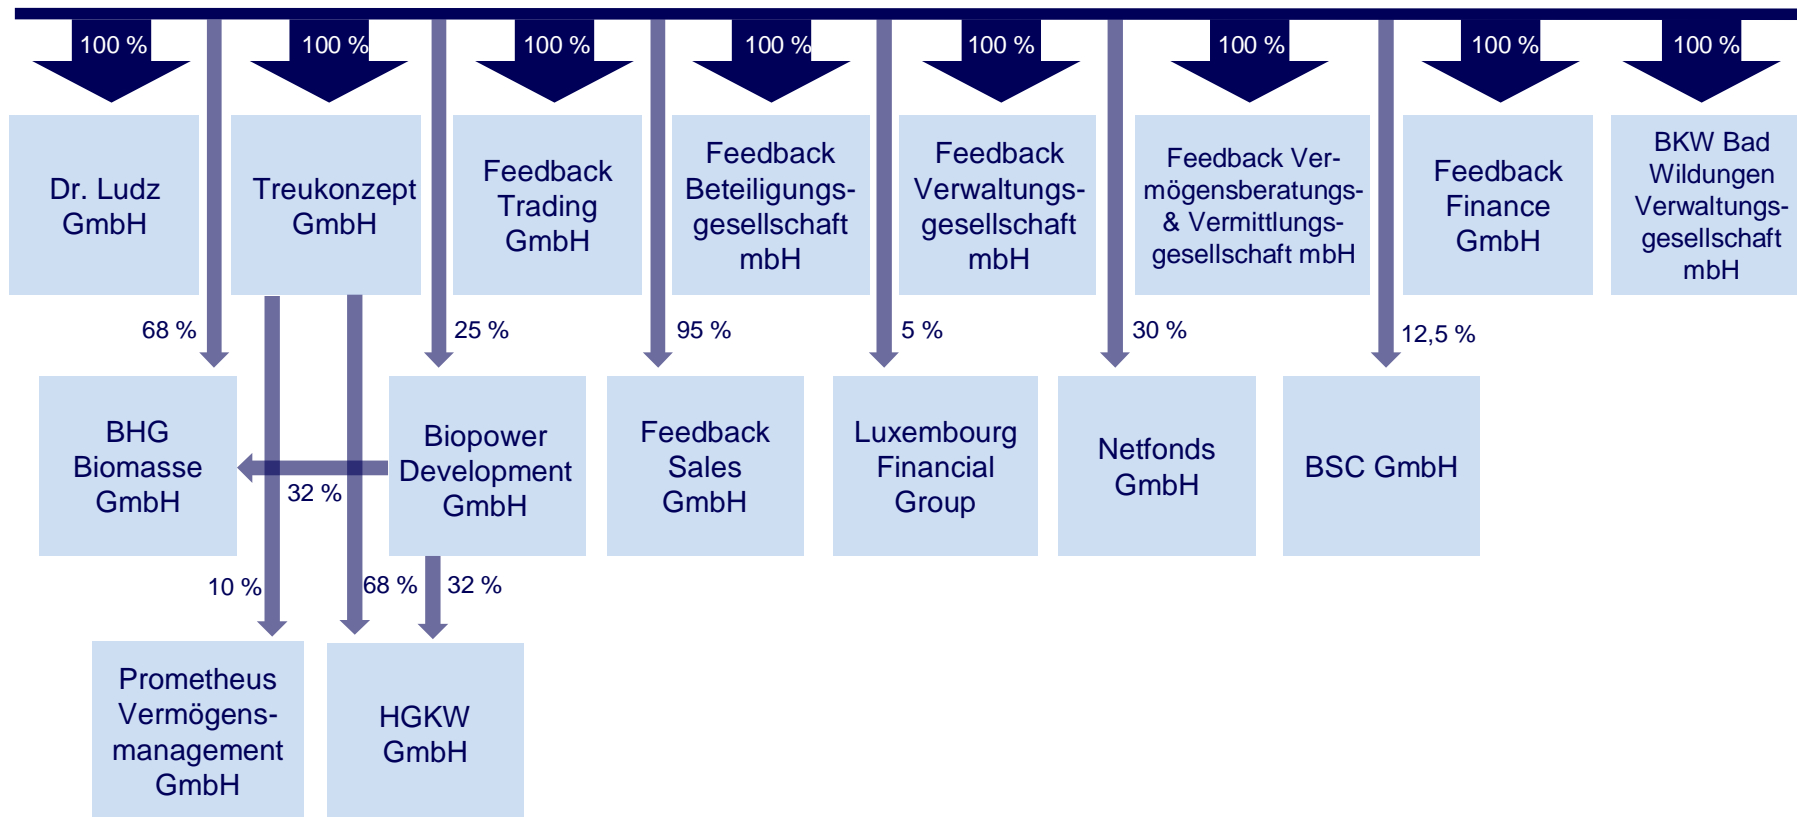 100 %
100 %
100 %
100 %
100 %
100 %
100 %
100 %
Dr. Ludz
GmbH
Treukonzept
GmbH
Feedback
Trading
GmbH
Feedback
Beteiligungs-
gesellschaft
mbH
Feedback
Verwaltungs-
gesellschaft
mbH
Feedback Ver-
mögensberatungs-
& Vermittlungs-
gesellschaft mbH
Feedback
Finance
GmbH
BKW Bad
Wildungen
Verwaltungs-
gesellschaft
mbH
68 %
25 %
95 %
5 %
30 %
12,5 %
BHG
Biomasse
GmbH
32 %
Biopower
Development
GmbH
Feedback
Sales
GmbH
Luxembourg
Financial
Group
Netfonds
GmbH
BSC GmbH
10 %
68 %
32 %
Prometheus
Vermögens-
management
GmbH
HGKW
GmbH